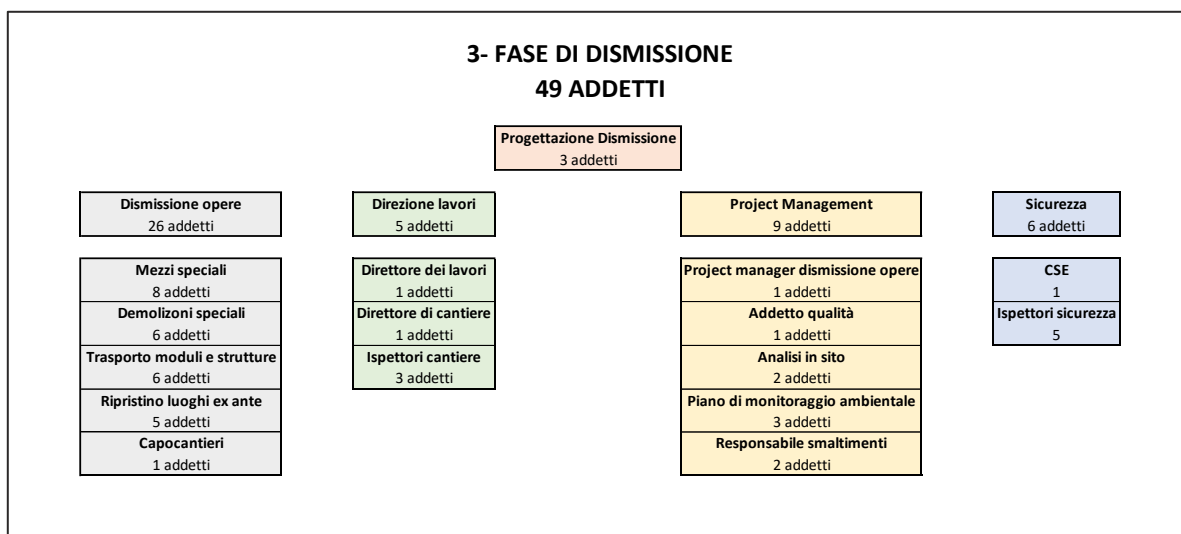 3- FASE DI DISMISSIONE
49 ADDETTI
Progettazione Dismissione
3 addetti
Dismissione opere
26 addetti
Direzione lavori
5 addetti
Project Management
9 addetti
Sicurezza
6 addetti
Mezzi speciali
8 addetti
Demolizoni speciali
6 addetti
Trasporto moduli e strutture
6 addetti
Ripristino luoghi ex ante
5 addetti
Capocantieri
1 addetti
Direttore dei lavori
1 addetti
Direttore di cantiere
1 addetti
Ispettori cantiere
3 addetti
Project manager dismissione opere
1 addetti
Addetto qualità
1 addetti
Analisi in sito
2 addetti
Piano di monitoraggio ambientale
3 addetti
Responsabile smaltimenti
2 addetti
CSE
1
Ispettori sicurezza
5